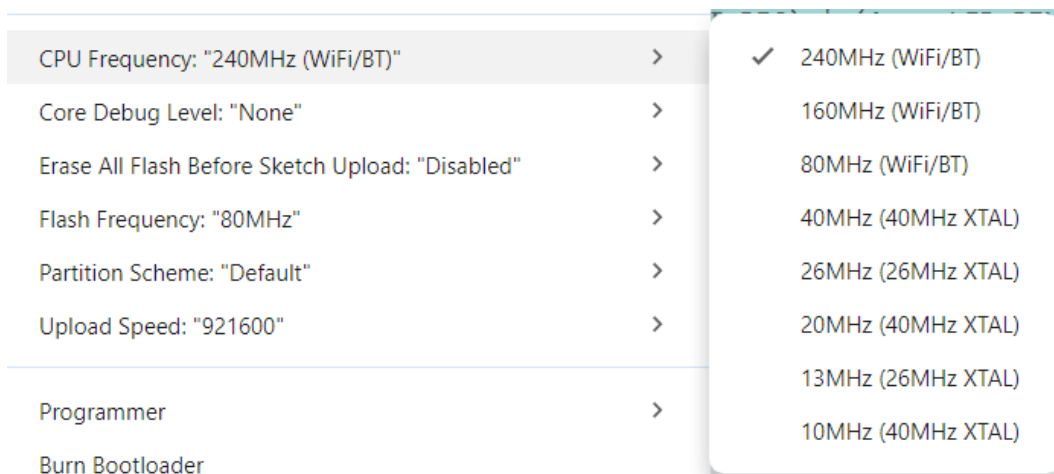 CPU Frequency: "240MHz (WiFi/BT)"
Core Debug Level: "None"
Erase All Flash Before Sketch Upload: "Disabled"
Flash Frequency: "80MHz"
Partition Scheme: "Default"
Upload Speed: "921600"
Programmer
Burn Bootloader
240MHz (WiFi/BT)
160MHz (WiFi/BT)
80MHz (WiFi/BT)
40MHz (40MHz XTAL)
26MHz (26MHz XTAL)
20MHz (40MHz XTAL)
13MHz (26MHz XTAL)
10MHz (40MHz XTAL)